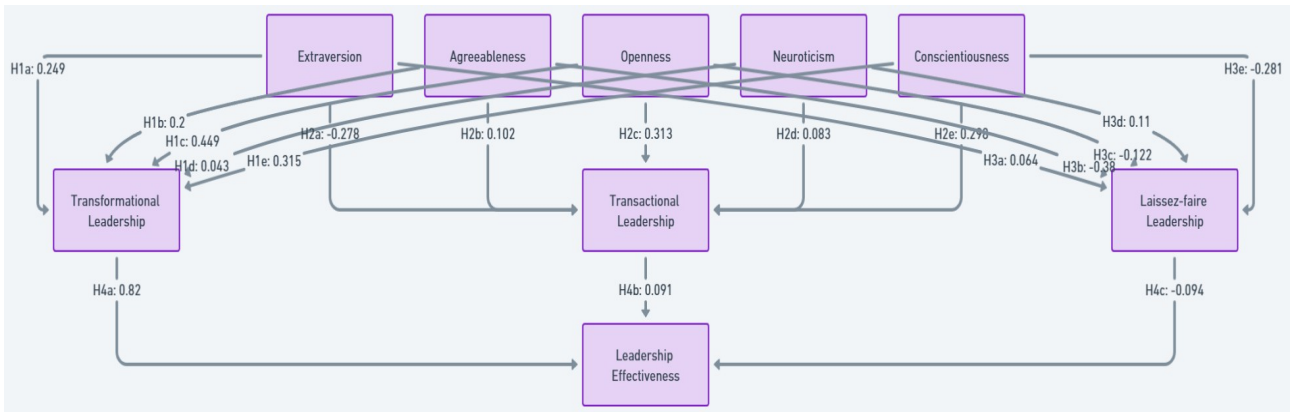 Extraversion
Agreeableness
Openness
Neuroticism
Conscientiousness
H1a: 0.249
H3e: -0.281
H1b: 0.2
H1c: 0.449
H1d: 0.043
H1e: 0.315
H2a: -0.278
H2b: 0.102
H2c: 0.313
H2d: 0.083
H2e: 0.298
H3a: 0.064
H3b: -0.38
H3c: -0.122
H3d: 0.11
Transformational
Leadership
Transactional
Leadership
Laissez-faire
Leadership
H4a: 0.82
H4b: 0.091
H4c: -0.094
Leadership
Effectiveness